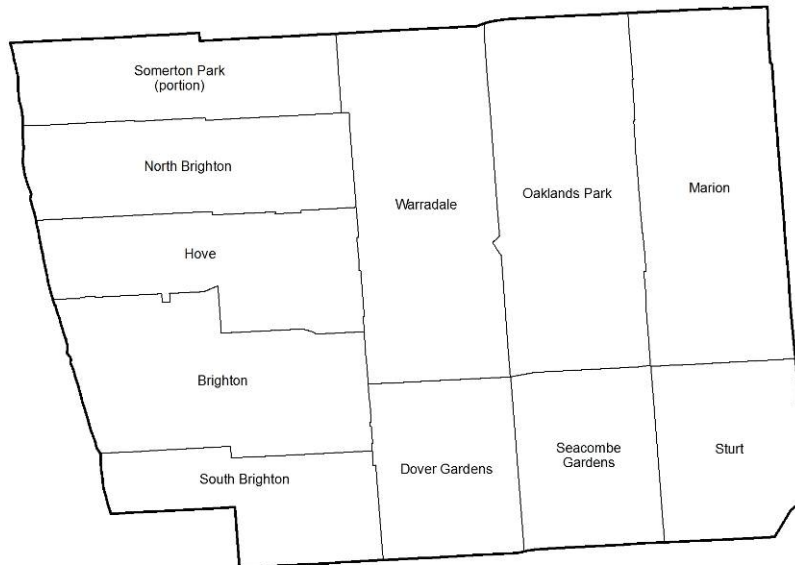 Somerton Park
(portion)
North Brighton
Warradale
Oaklands Park
Marion
Hove
Brighton
South Brighton
Dover Gardens
Seacombe
Gardens
Sturt